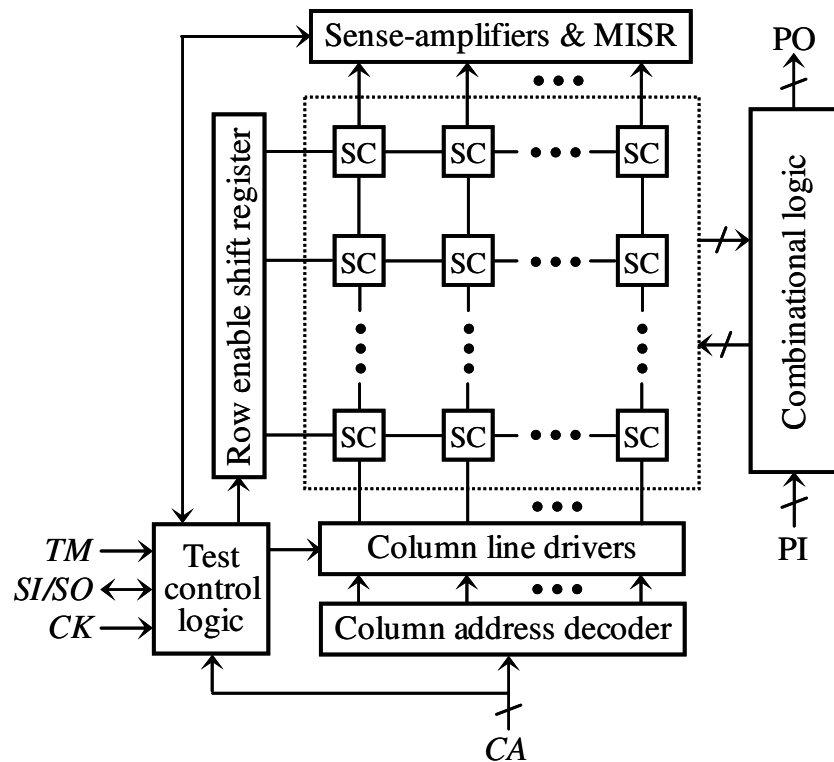 Sense-amplifiers & MISR
PO
Row enable shift register
SC SC SC
SC SC SC
SC SC SC
Combinational logic
PI
TM
SI/SO
CK
Test
control
logic
Column line drivers
Column address decoder
CA